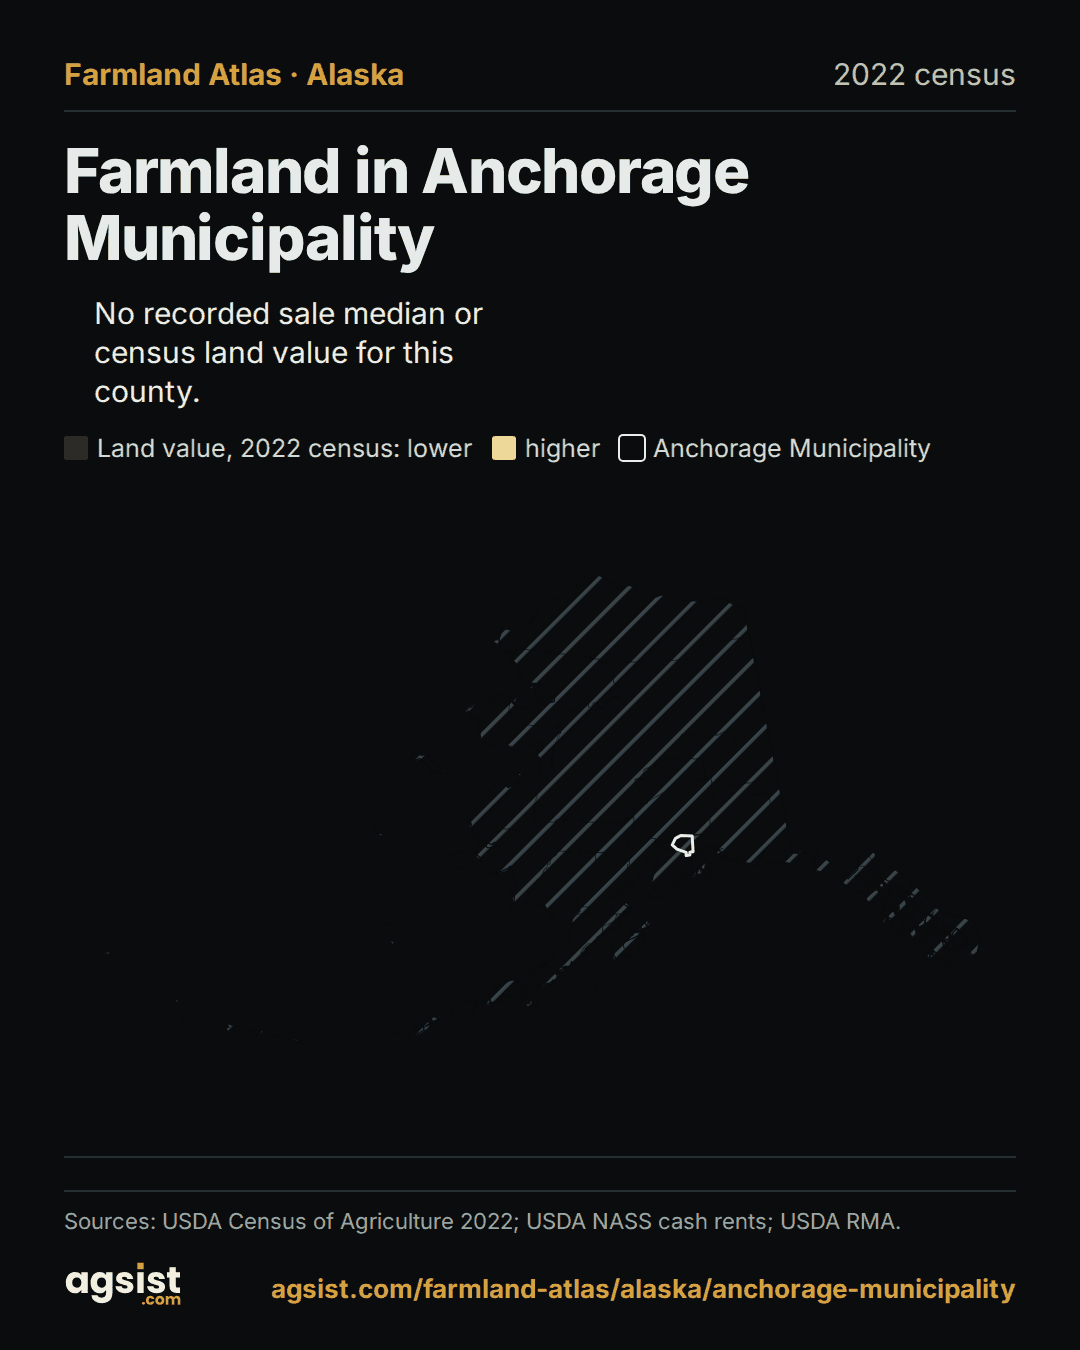 Farmland Atlas · Alaska
2022 census
Farmland in Anchorage
Municipality
No recorded sale median or
census land value for this
county.
Land value, 2022 census: lower
higher
Anchorage Municipality
Sources: USDA Census of Agriculture 2022; USDA NASS cash rents; USDA RMA.
agsist
.com
agsist.com/farmland-atlas/alaska/anchorage-municipality